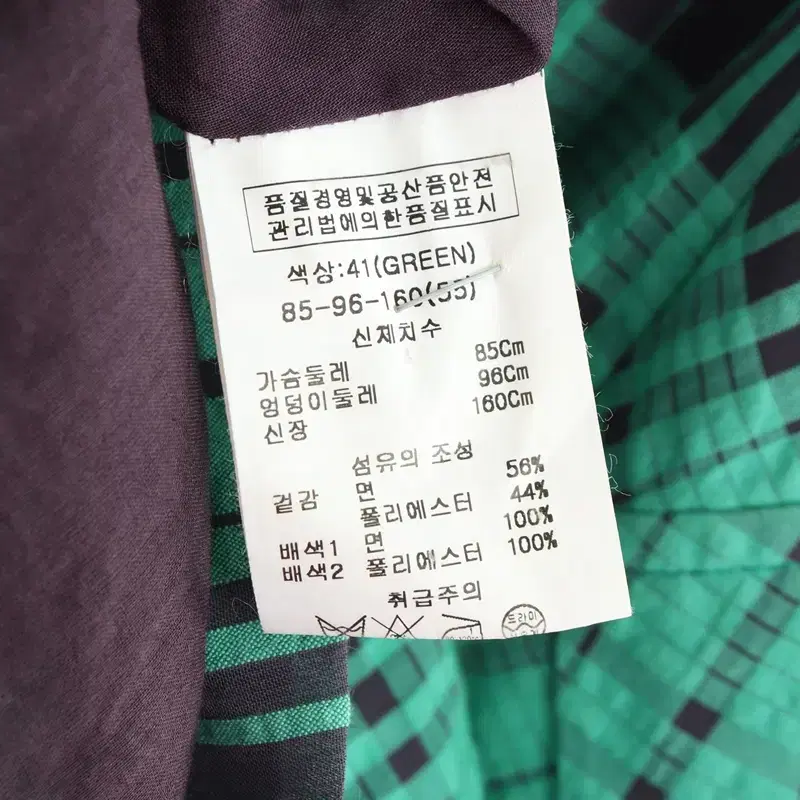 품질경영및공산품안전
관리법에의한품질표시
색상:41(GREEN)
85-96-160(55)
신체치수
가슴둘레 85Cm
엉덩이둘레 96Cm
신장 160Cm
섬유의 조성
겉감 면 56%
폴리에스터 44%
배색1 면 100%
배색2 폴리에스터 100%
취급주의
드라이